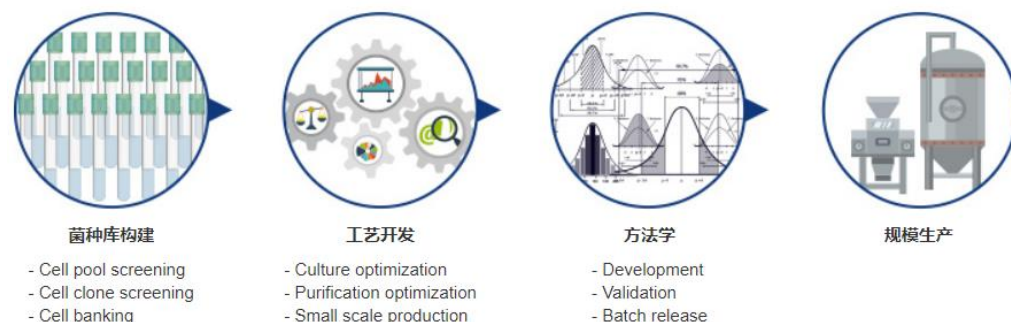 菌种库构建
- Cell pool screening
- Cell clone screening
- Cell banking
工艺开发
- Culture optimization
- Purification optimization
- Small scale production
方法学
- Development
- Validation
- Batch release
规模生产